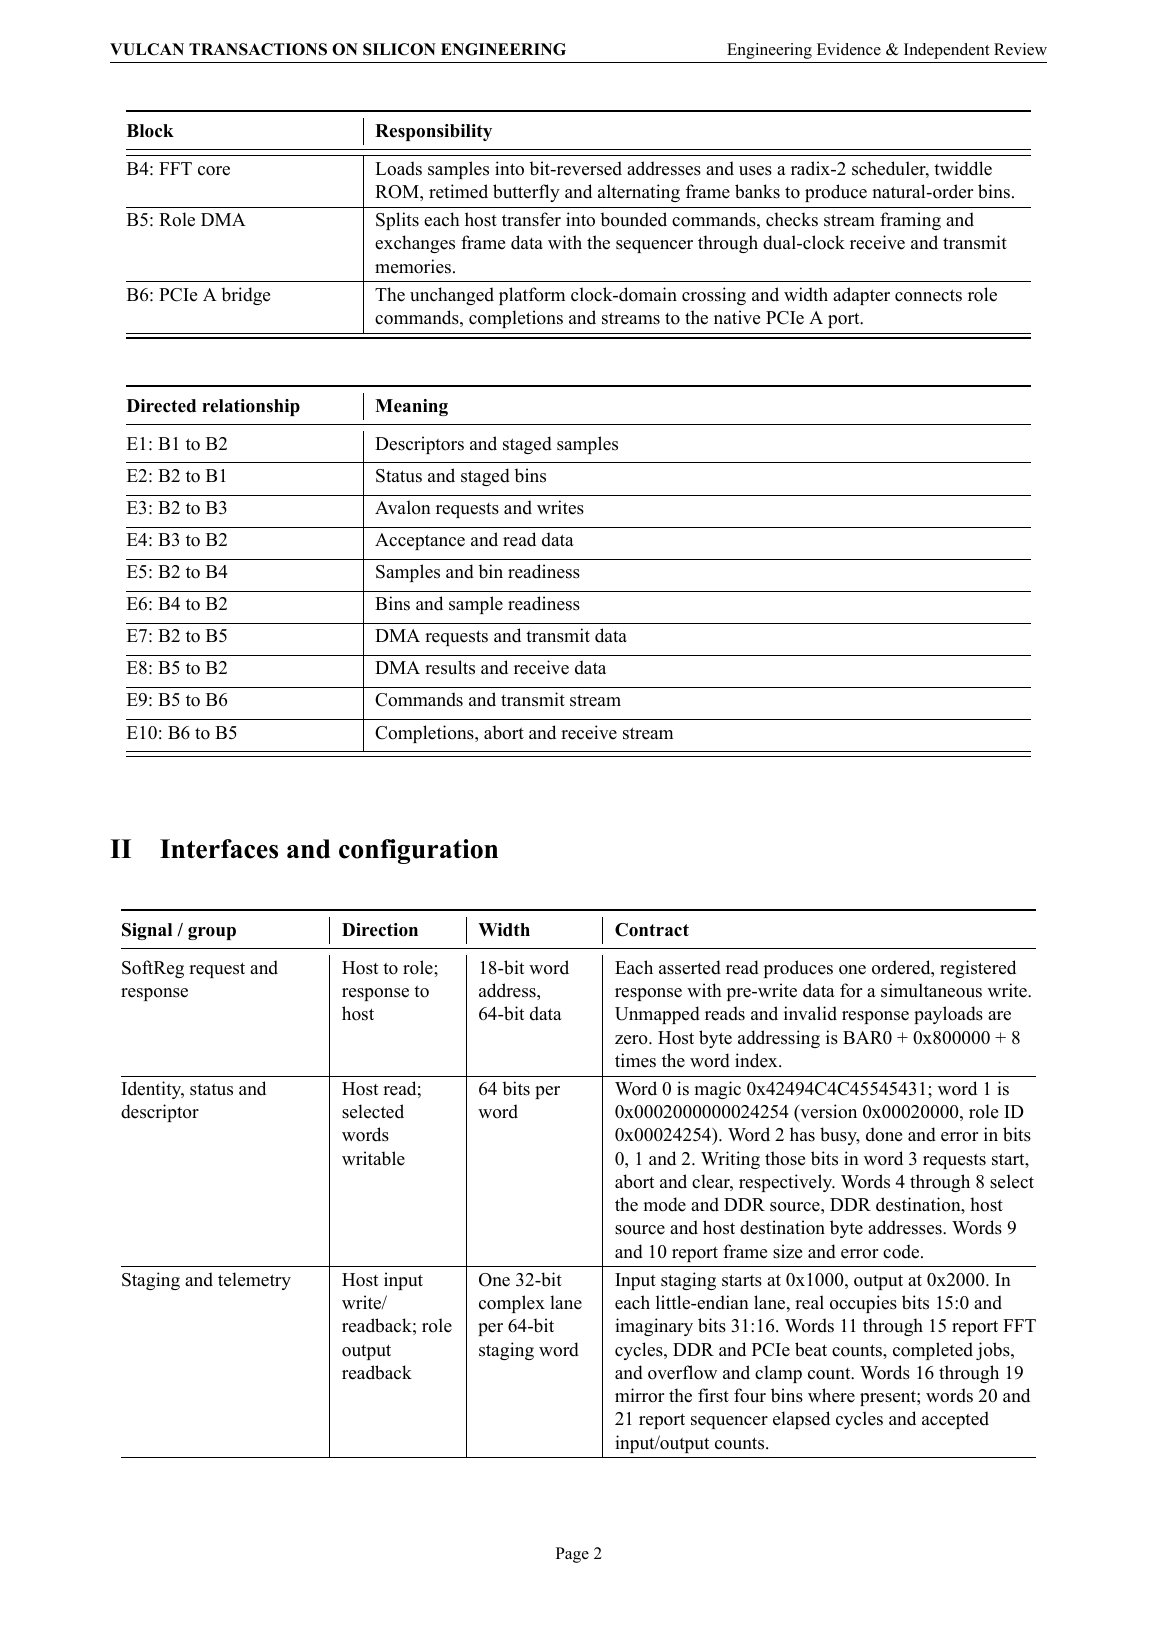 VULCAN TRANSACTIONS ON SILICON ENGINEERING Engineering Evidence & Independent Review
Block Responsibility
B4: FFT core Loads samples into bit-reversed addresses and uses a radix-2 scheduler, twiddle
ROM, retimed butterfly and alternating frame banks to produce natural-order bins.
B5: Role DMA Splits each host transfer into bounded commands, checks stream framing and
exchanges frame data with the sequencer through dual-clock receive and transmit
memories.
B6: PCIe A bridge The unchanged platform clock-domain crossing and width adapter connects role
commands, completions and streams to the native PCIe A port.
Directed relationship Meaning
E1: B1 to B2 Descriptors and staged samples
E2: B2 to B1 Status and staged bins
E3: B2 to B3 Avalon requests and writes
E4: B3 to B2 Acceptance and read data
E5: B2 to B4 Samples and bin readiness
E6: B4 to B2 Bins and sample readiness
E7: B2 to B5 DMA requests and transmit data
E8: B5 to B2 DMA results and receive data
E9: B5 to B6 Commands and transmit stream
E10: B6 to B5 Completions, abort and receive stream
II Interfaces and configuration
Signal / group Direction Width Contract
SoftReg request and
response
Host to role;
response to
host
18-bit word
address,
64-bit data
Each asserted read produces one ordered, registered
response with pre-write data for a simultaneous write.
Unmapped reads and invalid response payloads are
zero. Host byte addressing is BAR0 + 0x800000 + 8
times the word index.
Identity, status and
descriptor
Host read;
selected
words
writable
64 bits per
word
Word 0 is magic 0x42494C4C45545431; word 1 is
0x0002000000024254 (version 0x00020000, role ID
0x00024254). Word 2 has busy, done and error in bits
0, 1 and 2. Writing those bits in word 3 requests start,
abort and clear, respectively. Words 4 through 8 select
the mode and DDR source, DDR destination, host
source and host destination byte addresses. Words 9
and 10 report frame size and error code.
Staging and telemetry
Host input
write/
readback; role
output
readback
One 32-bit
complex lane
per 64-bit
staging word
Input staging starts at 0x1000, output at 0x2000. In
each little-endian lane, real occupies bits 15:0 and
imaginary bits 31:16. Words 11 through 15 report FFT
cycles, DDR and PCIe beat counts, completed jobs,
and overflow and clamp count. Words 16 through 19
mirror the first four bins where present; words 20 and
21 report sequencer elapsed cycles and accepted
input/output counts.
Page 2